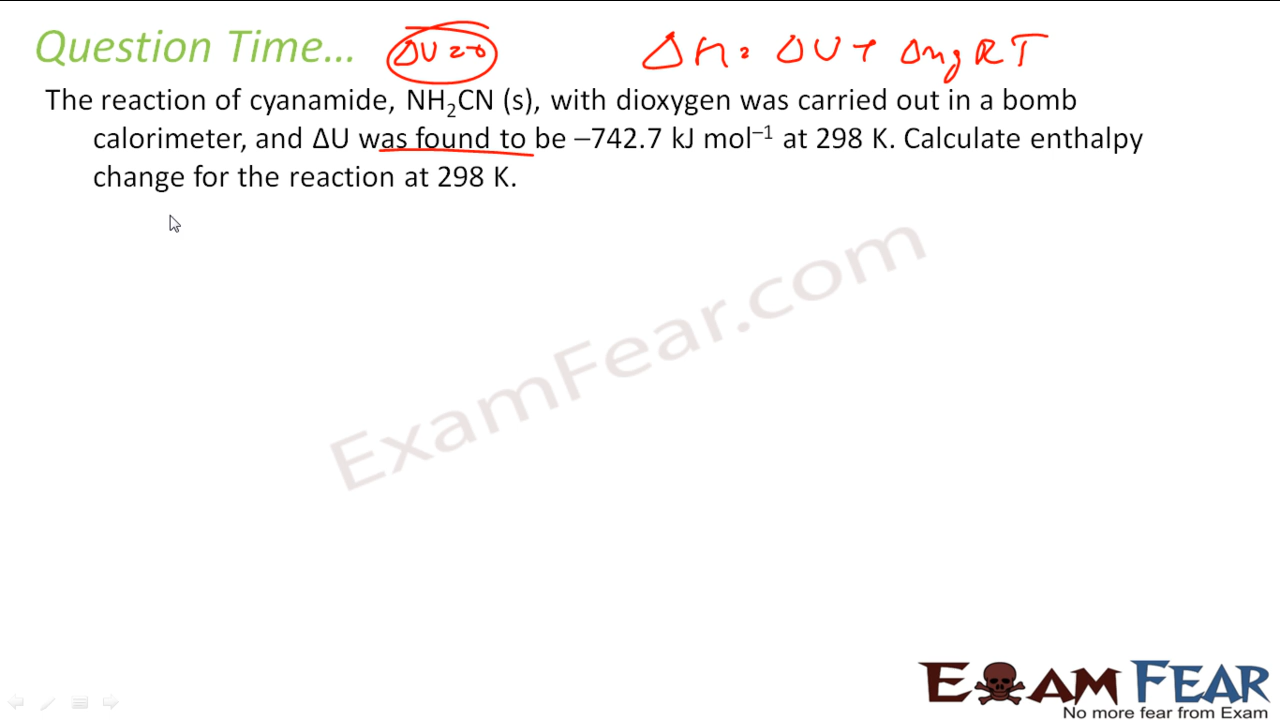 Question Time...
ΔU = 0
ΔH = ΔU + Δng RT
The reaction of cyanamide, NH₂CN (s), with dioxygen was carried out in a bomb
calorimeter, and ΔU was found to be –742.7 kJ mol⁻¹ at 298 K. Calculate enthalpy
change for the reaction at 298 K.
ExamFear.com
EXAM FEAR
No more fear from Exam